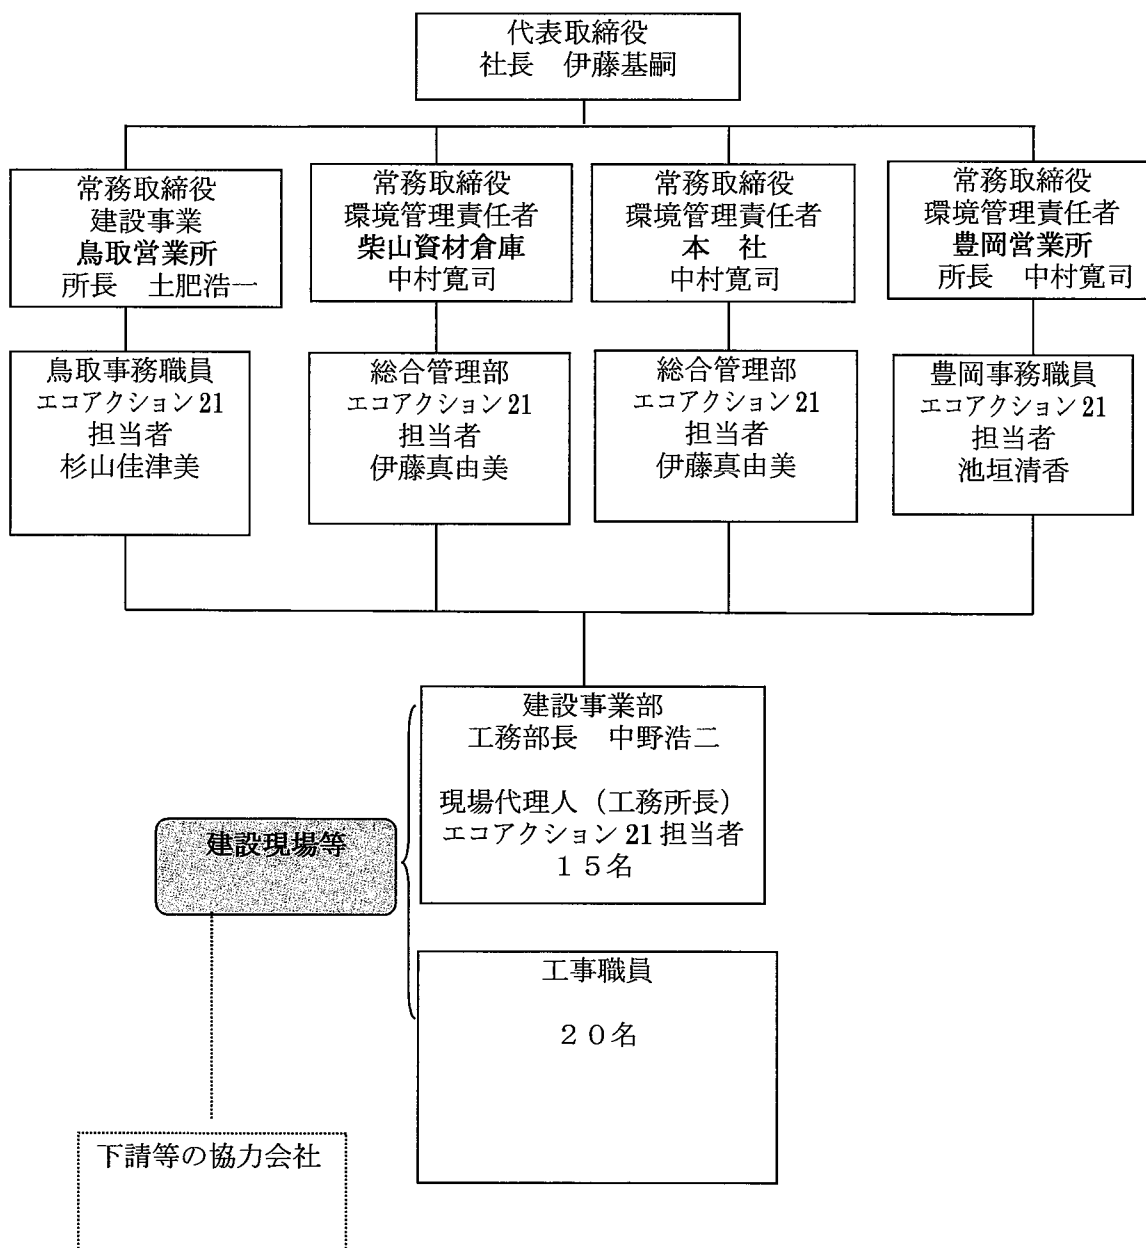 代表取締役
社長　伊藤基嗣
常務取締役
建設事業
鳥取営業所
所長　土肥浩一
常務取締役
環境管理責任者
柴山資材倉庫
中村寛司
常務取締役
環境管理責任者
本　社
中村寛司
常務取締役
環境管理責任者
豊岡営業所
所長　中村寛司
鳥取事務職員
エコアクション21
担当者
杉山佳津美
総合管理部
エコアクション21
担当者
伊藤真由美
総合管理部
エコアクション21
担当者
伊藤真由美
豊岡事務職員
エコアクション21
担当者
池垣清香
建設事業部
工務部長　中野浩二
現場代理人（工務所長）
エコアクション21担当者
１５名
建設現場等
工事職員
２０名
下請等の協力会社